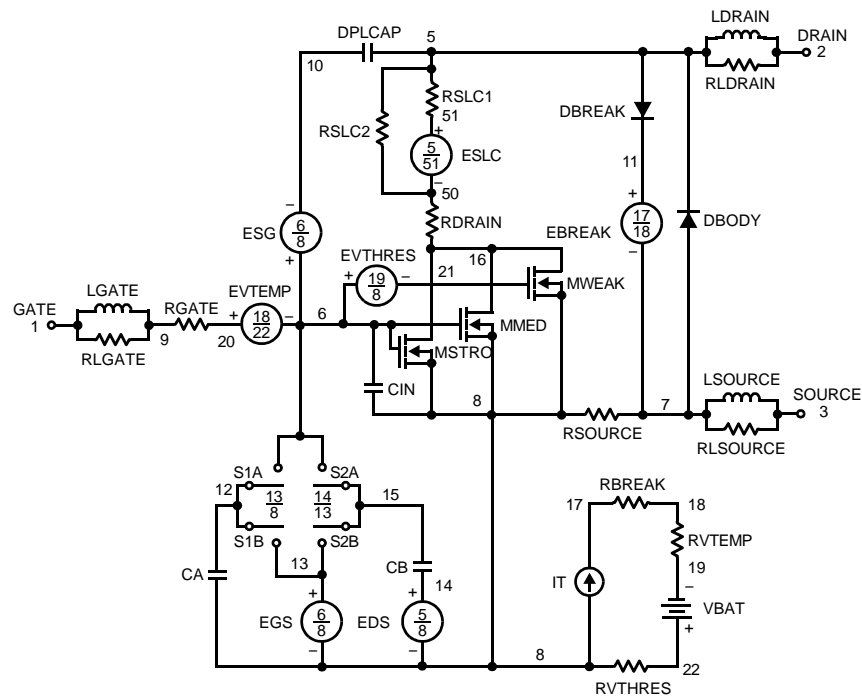 LDRAIN
DPLCAP 5 DRAIN
10 2
RLDRAIN
RSLC1
51 DBREAK
RSLC2 +
5
51 ESLC
11
−
50
− +
ESG 6
8 RDRAIN EBREAK 17
18 DBODY
+ EVTHRES 16 −
+ 19
8 − 21 MWEAK
LGATE EVTEMP
GATE RGATE + 18
22 − 6 MMED
1
9 20 MSTRO
RLGATE
LSOURCE
CIN 8 7 SOURCE
3
RSOURCE
RLSOURCE
S1A S2A
12 13
8 14
13 15 RBREAK
17 18
S1B S2B RVTEMP
13 CB 19
CA 14 IT −
+ + VBAT
EGS 6
8 EDS 5
8 +
− − 8
22
RVTHRES